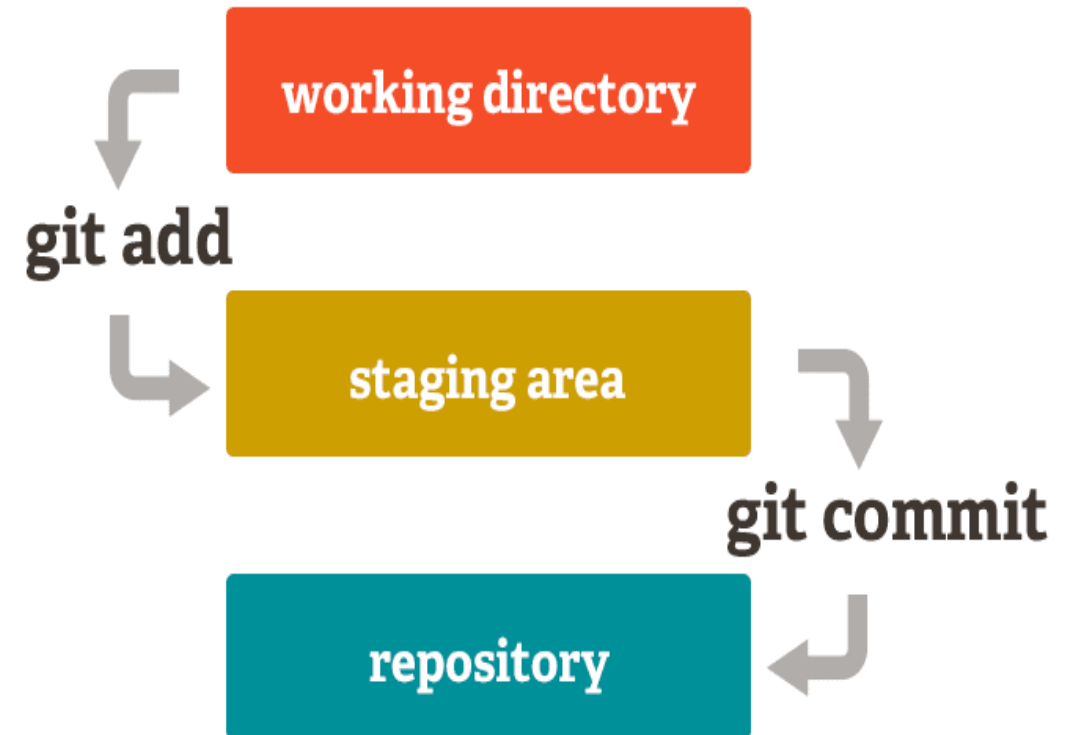 working directory
git add
staging area
git commit
repository